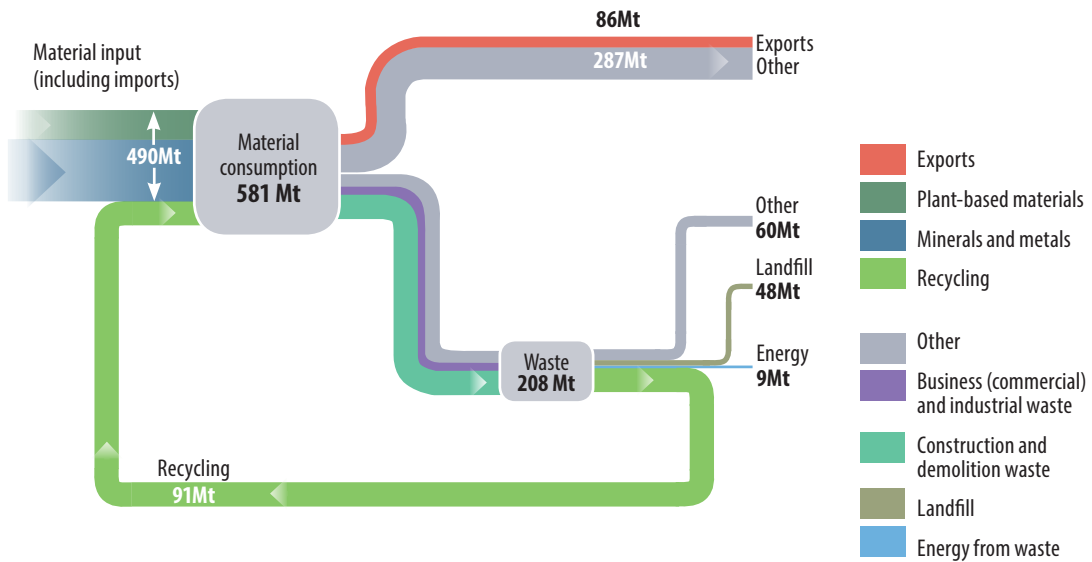 86Mt
Exports
287Mt
Other
Material input
(including imports)
490Mt
Material
consumption
581 Mt
Other
60Mt
Landfill
48Mt
Energy
9Mt
Waste
208 Mt
Recycling
91Mt
Exports
Plant-based materials
Minerals and metals
Recycling
Other
Business (commercial)
and industrial waste
Construction and
demolition waste
Landfill
Energy from waste